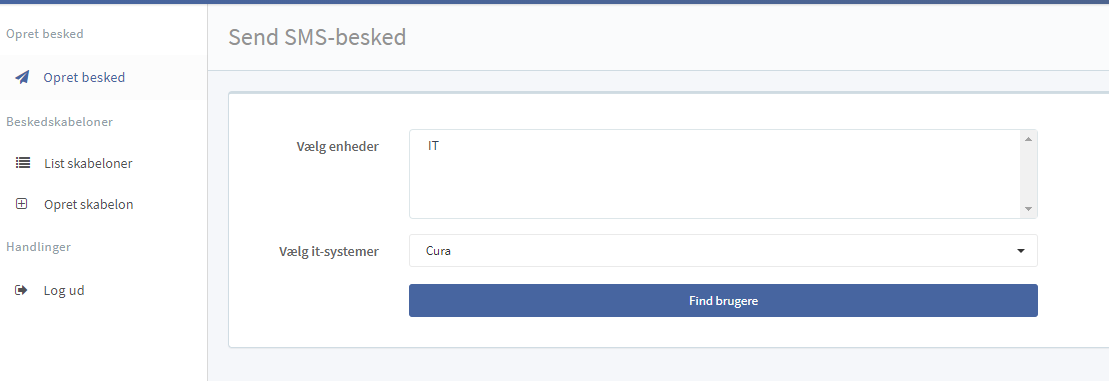 Opret besked
Opret besked
Beskedskabeloner
List skabeloner
Opret skabelon
Handlinger
Log ud
Send SMS-besked
Vælg enheder
IT
Vælg it-systemer
Cura
Find brugere